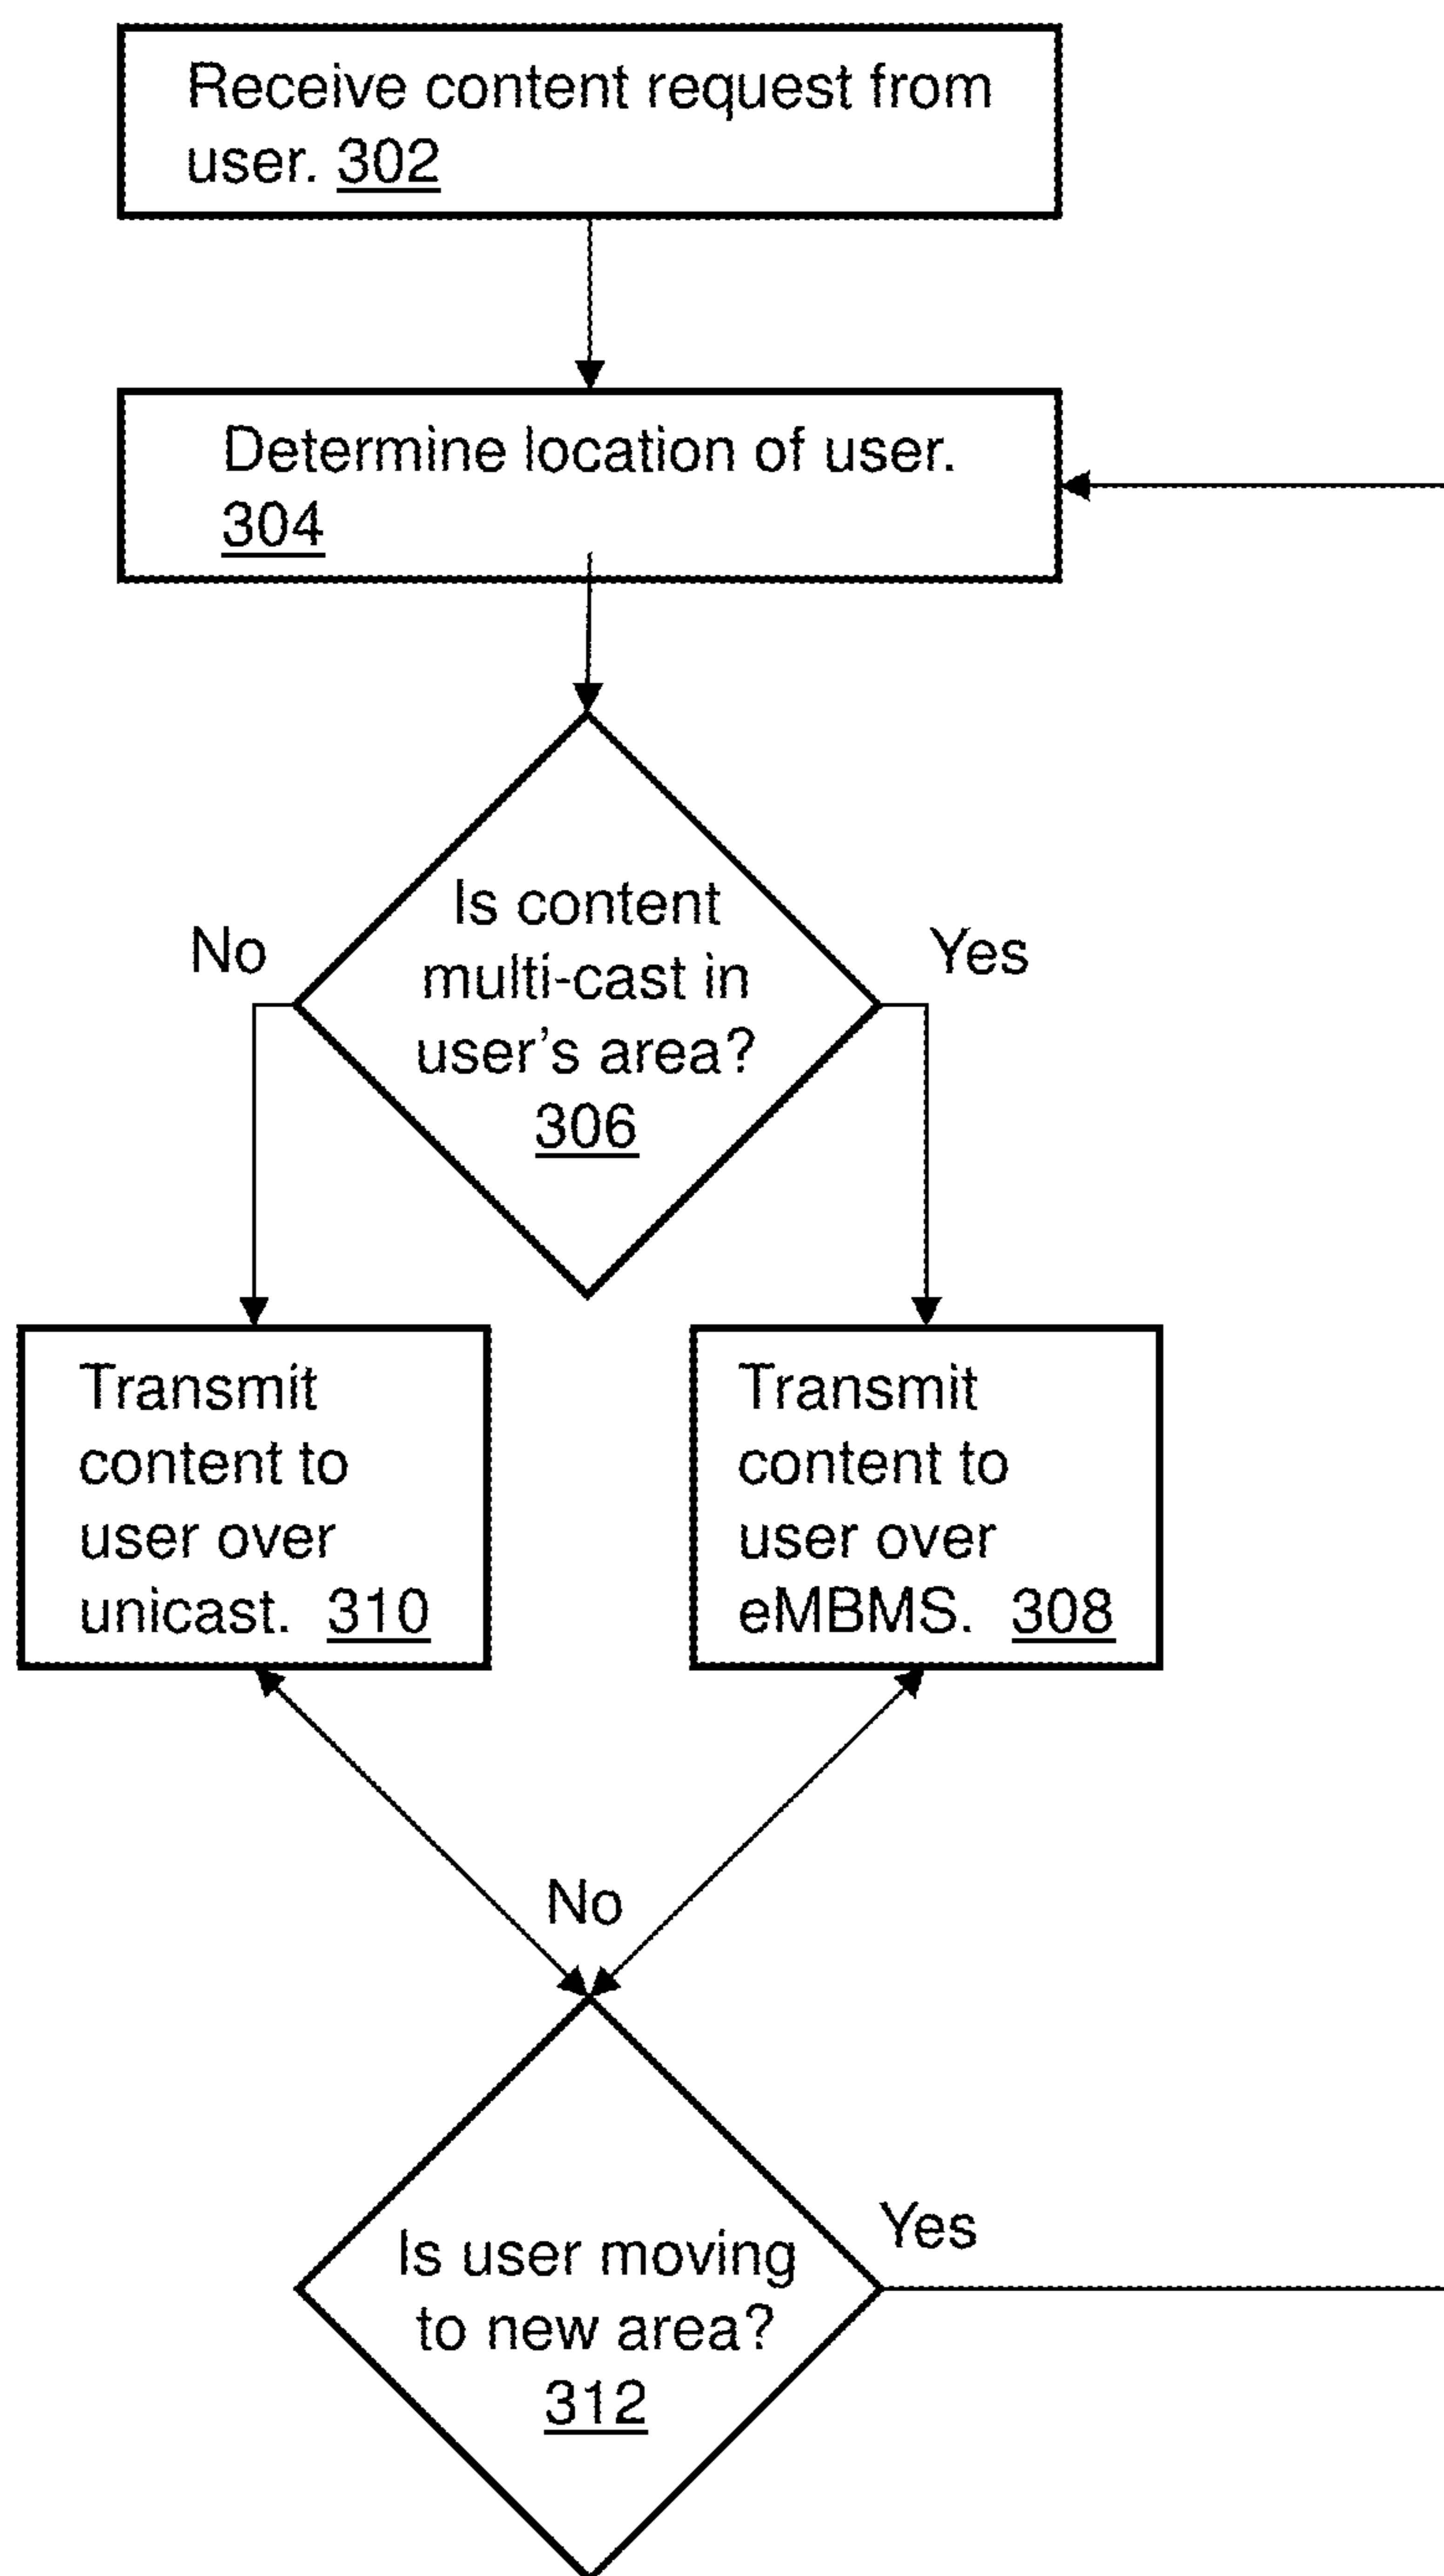 Receive content request from
user. 302
Determine location of user.
304
Is content
multi-cast in
user's area?
306
No
Yes
Transmit
content to
user over
unicast. 310
Transmit
content to
user over
eMBMS. 308
No
Is user moving
to new area?
312
Yes